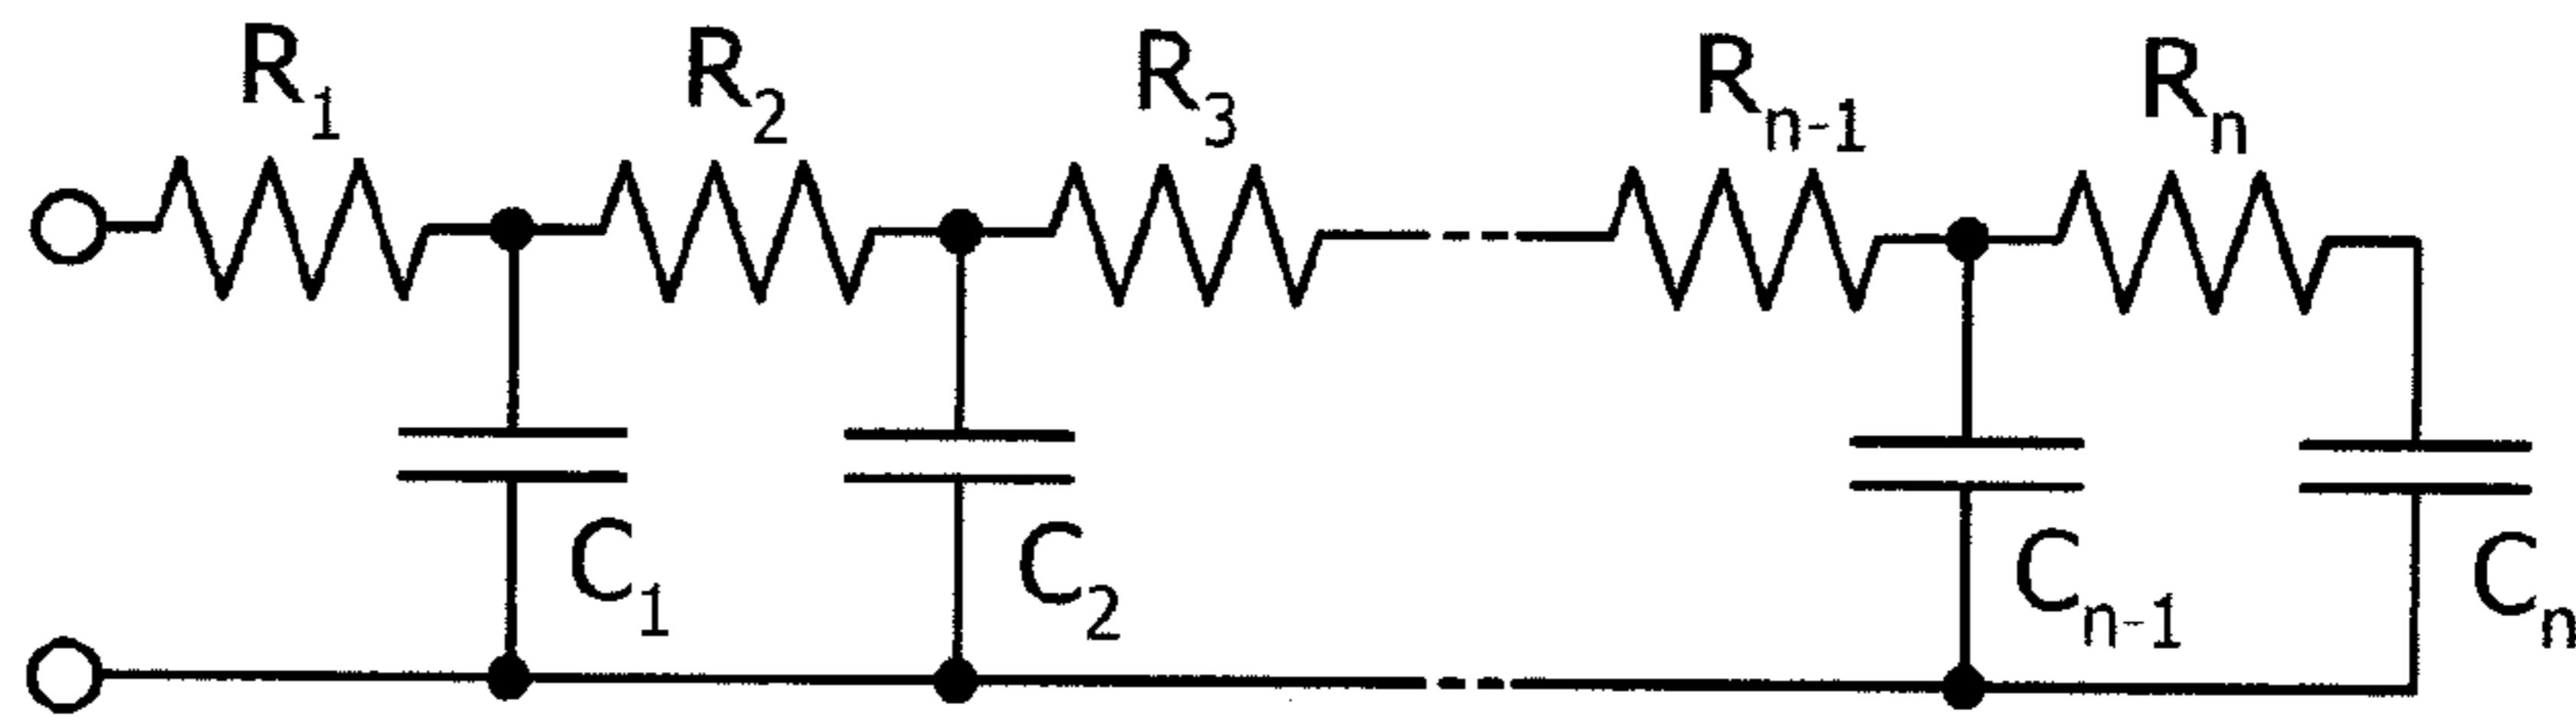 R₁ R₂ R₃ Rₙ₋₁ Rₙ
C₁ C₂ Cₙ₋₁ Cₙ